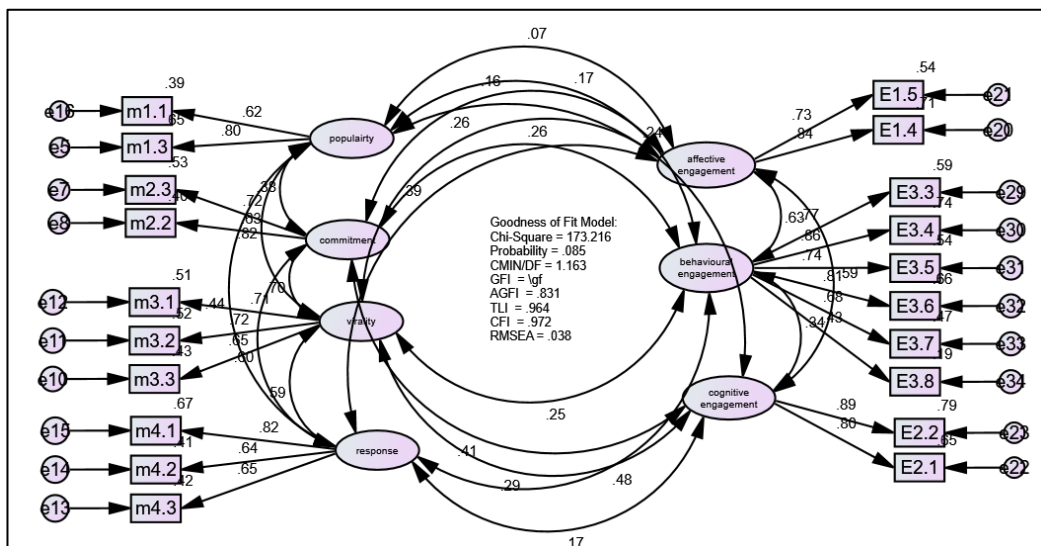 .07
.39
.54
e16
m1.1
.62
.16
.17
.73
E1.5
e21
.65
.80
.26
.26
.24
.84
.71
e5
m1.3
populairty
E1.4
e20
.53
affective
engagement
e7
m2.3
.33
.39
.59
.40
.72
E3.3
e29
e8
m2.2
.63
.63
.77
.74
.82
commitment
Goodness of Fit Model:
Chi-Square = 173.216
Probability = .085
CMIN/DF = 1.163
GFI = \gf
AGFI = .831
TLI = .964
CFI = .972
RMSEA = .038
.86
E3.4
e30
.74
.54
behavioural
engagement
.59
E3.5
e31
.51
.70
.81
.66
e12
m3.1
.44
.71
.68
E3.6
e32
.52
.72
virality
.34
.43
.47
e11
m3.2
.65
E3.7
e33
.43
.60
.19
e10
m3.3
E3.8
e34
.59
cognitive
engagement
.67
.25
.89
.79
e15
m4.1
.82
.80
E2.2
e23
.41
.64
.41
.65
e14
m4.2
response
E2.1
e22
.42
.65
.48
.29
e13
m4.3
.17